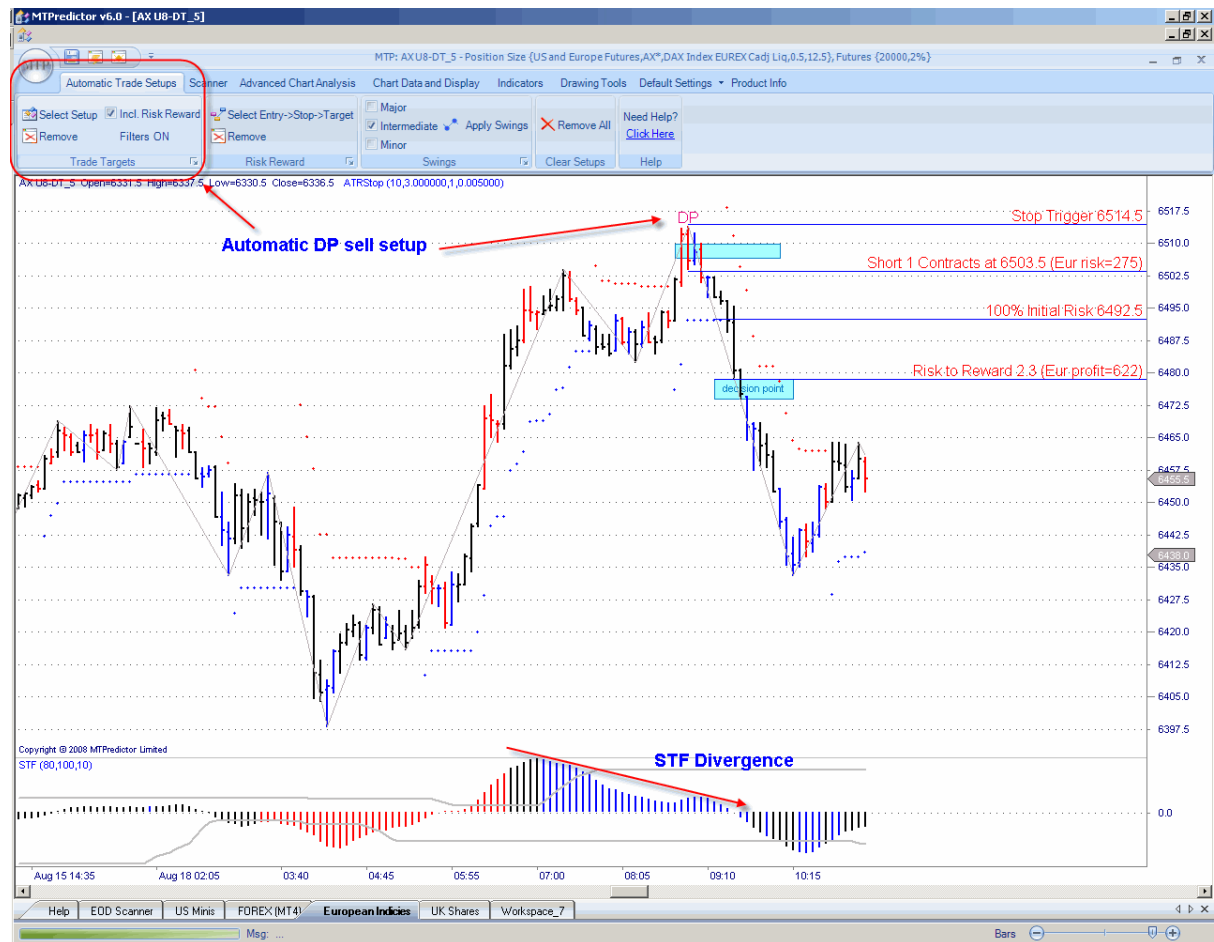 MTPredictor v6.0 - [AX U8-DT_5]
MTP
MTP: AX U8-DT_5 - Position Size {US and Europe Futures,AX*,DAX Index EUREX Cadj Liq,0.5,12.5}, Futures {20000,2%}
Automatic Trade Setups Scanner Advanced Chart Analysis Chart Data and Display Indicators Drawing Tools Default Settings Product Info
Select Setup Incl. Risk Reward
Remove Filters ON
Trade Targets
Select Entry->Stop->Target
Remove
Risk Reward
Major
Intermediate Apply Swings
Minor
Swings
Remove All
Clear Setups
Need Help?
Click Here
Help
AX U8-DT_5 Open=6331.5 High=6337.5 Low=6330.5 Close=6336.5 ATRStop (10,3.000000,1,0.005000)
DP
Automatic DP sell setup
Stop Trigger 6514.5
Short 1 Contracts at 6503.5 (Eur risk=275)
100% Initial Risk 6492.5
Risk to Reward 2.3 (Eur profit=622)
decision point
6517.5
6510.0
6502.5
6495.0
6487.5
6480.0
6472.5
6465.0
6457.5
6455.5
6450.0
6442.5
6438.0
6435.0
6427.5
6420.0
6412.5
6405.0
6397.5
Copyright @ 2008 MTPredictor Limited
STF (80,100,10)
STF Divergence
0.0
Aug 15 14:35 Aug 18 02:05 03:40 04:45 05:55 07:00 08:05 09:10 10:15
Help EOD Scanner US Minis FOREX (MT4) European Indicies UK Shares Workspace_7
Msg: ...
Bars